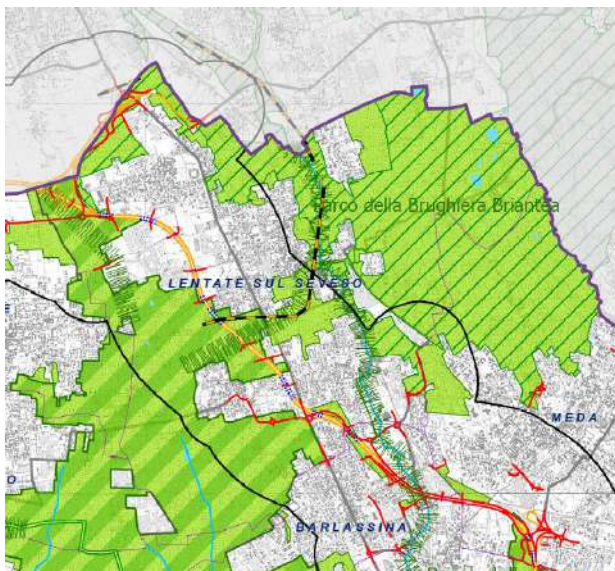 Parco della Brughiera Briantea
LENTATE SUL SEVESO
E
MEDA
O
BARLASSINA